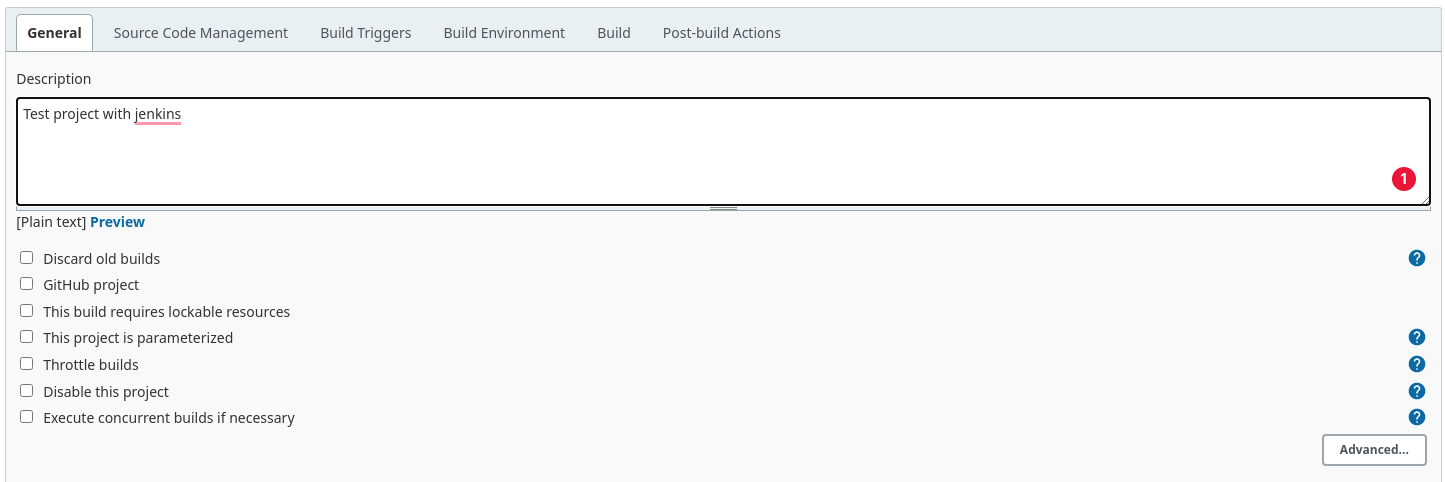 General Source Code Management Build Triggers Build Environment Build Post-build Actions
Description
Test project with jenkins
1
[Plain text] Preview
Discard old builds ?
GitHub project
This build requires lockable resources
This project is parameterized ?
Throttle builds ?
Disable this project ?
Execute concurrent builds if necessary ?
Advanced...